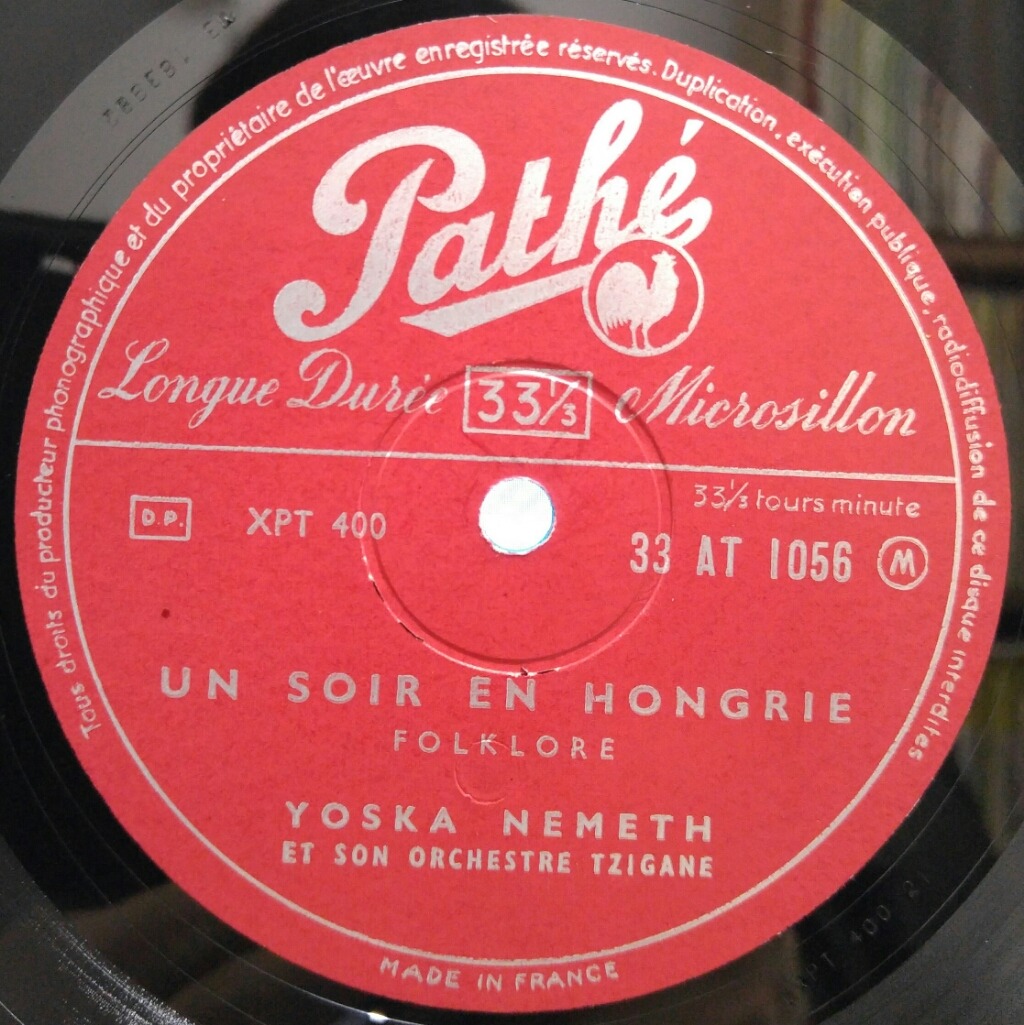 Tous droits du producteur phonographique et du propriétaire de l'œuvre enregistrée réservés. Duplication, exécution publique, radiodiffusion de ce disque interdites
Pathé
Longue Durée 33⅓ Microsillon
33⅓ tours minute
D.P. XPT 400 33 AT 1056 M
UN SOIR EN HONGRIE
FOLKLORE
YOSKA NEMETH
ET SON ORCHESTRE TZIGANE
MADE IN FRANCE